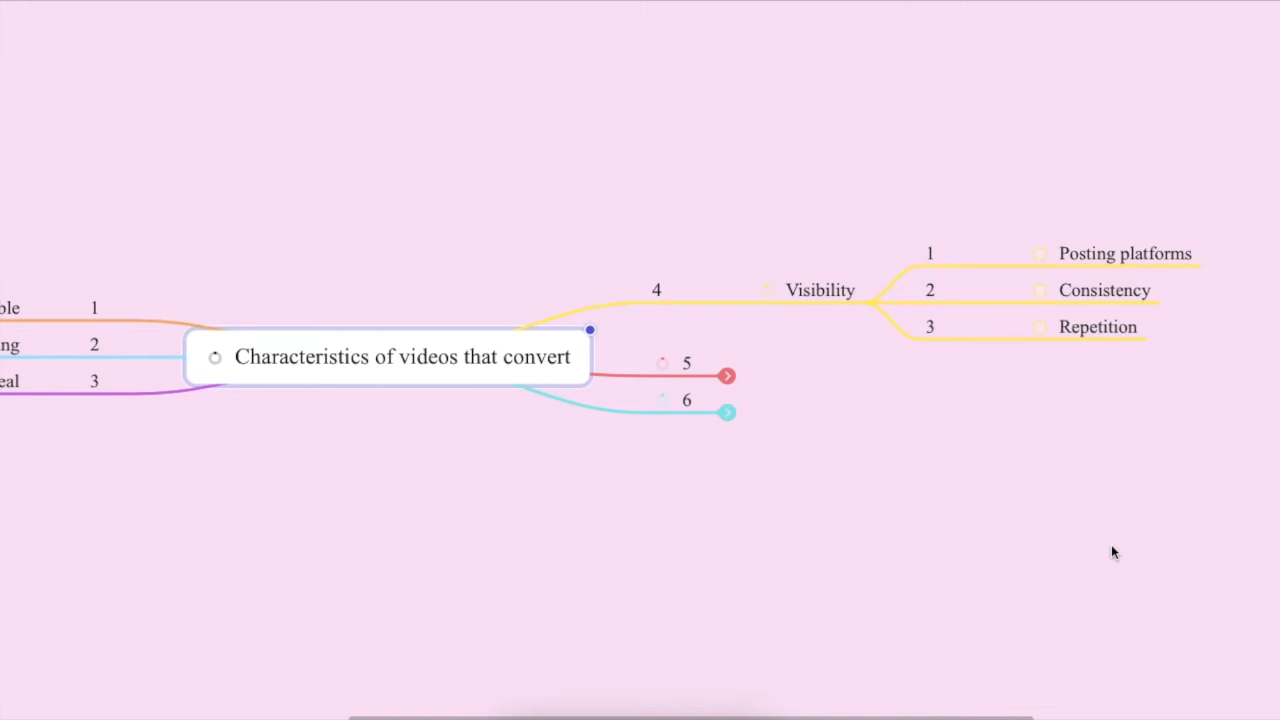 1
2
3
Characteristics of videos that convert
4 Visibility
1 Posting platforms
2 Consistency
3 Repetition
5
6